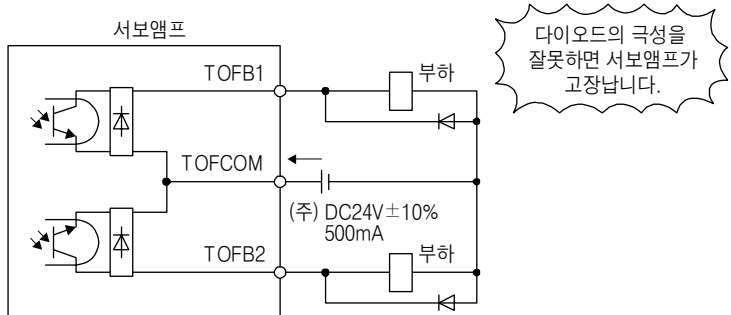 서보앰프
다이오드의 극성을
잘못하면 서보앰프가
고장납니다.
TOFB1
부하
TOFCOM
(주) DC24V±10%
500mA
TOFB2
부하